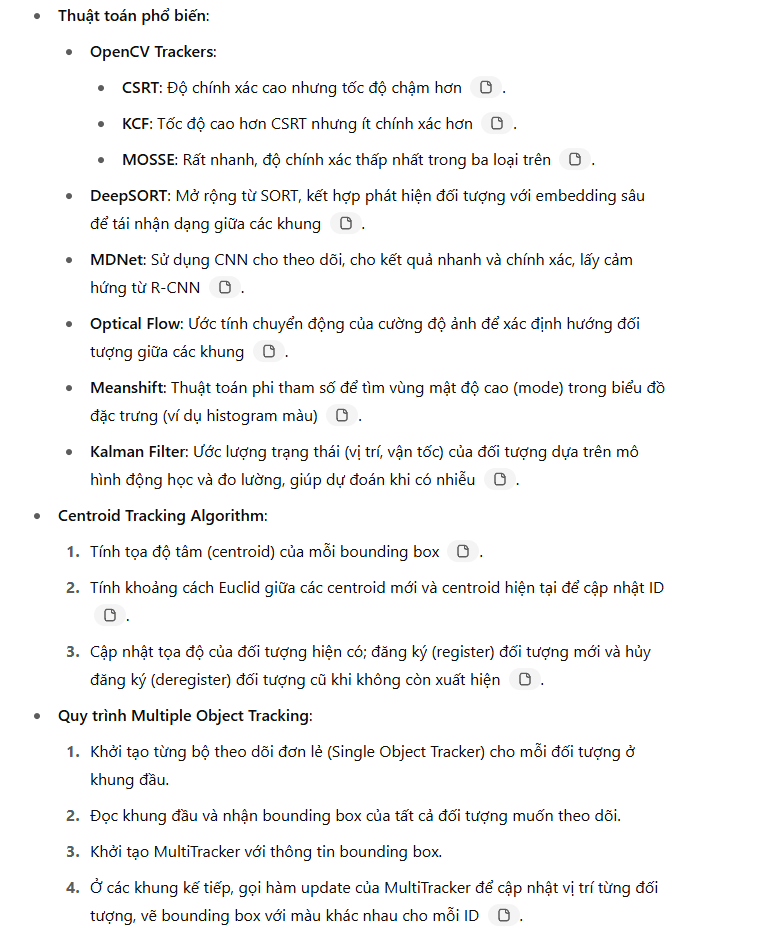 Thuật toán phổ biến:
OpenCV Trackers:
CSRT: Độ chính xác cao nhưng tốc độ chậm hơn .
KCF: Tốc độ cao hơn CSRT nhưng ít chính xác hơn .
MOSSE: Rất nhanh, độ chính xác thấp nhất trong ba loại trên .
DeepSORT: Mở rộng từ SORT, kết hợp phát hiện đối tượng với embedding sâu
để tái nhận dạng giữa các khung .
MDNet: Sử dụng CNN cho theo dõi, cho kết quả nhanh và chính xác, lấy cảm
hứng từ R-CNN .
Optical Flow: Ước tính chuyển động của cường độ ảnh để xác định hướng đối
tượng giữa các khung .
Meanshift: Thuật toán phi tham số để tìm vùng mật độ cao (mode) trong biểu đồ
đặc trưng (ví dụ histogram màu) .
Kalman Filter: Ước lượng trạng thái (vị trí, vận tốc) của đối tượng dựa trên mô
hình động học và đo lường, giúp dự đoán khi có nhiễu .
Centroid Tracking Algorithm:
1. Tính tọa độ tâm (centroid) của mỗi bounding box .
2. Tính khoảng cách Euclid giữa các centroid mới và centroid hiện tại để cập nhật ID
.
3. Cập nhật tọa độ của đối tượng hiện có; đăng ký (register) đối tượng mới và hủy
đăng ký (deregister) đối tượng cũ khi không còn xuất hiện .
Quy trình Multiple Object Tracking:
1. Khởi tạo từng bộ theo dõi đơn lẻ (Single Object Tracker) cho mỗi đối tượng ở
khung đầu.
2. Đọc khung đầu và nhận bounding box của tất cả đối tượng muốn theo dõi.
3. Khởi tạo MultiTracker với thông tin bounding box.
4. Ở các khung kế tiếp, gọi hàm update của MultiTracker để cập nhật vị trí từng đối
tượng, vẽ bounding box với màu khác nhau cho mỗi ID .